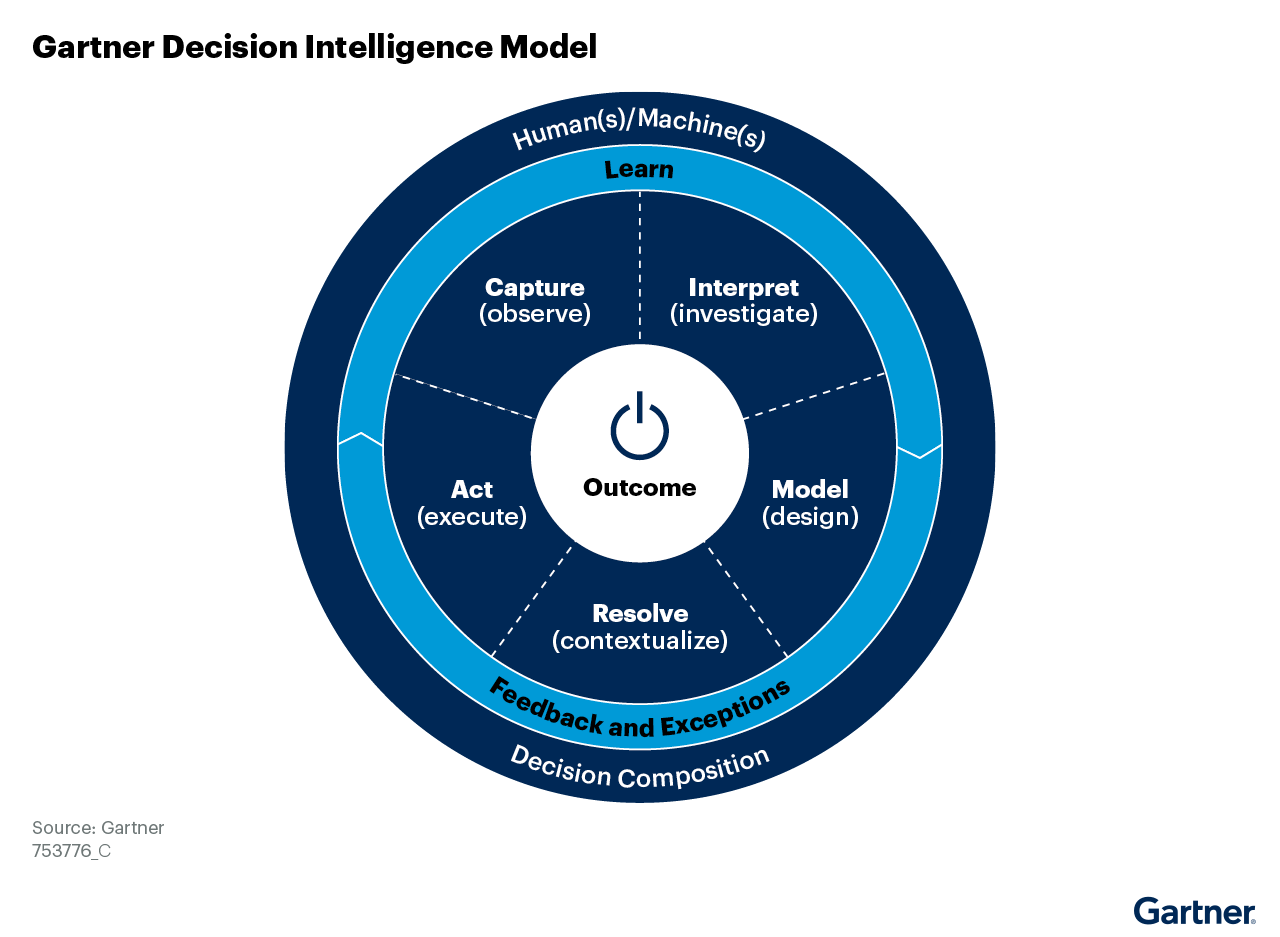 Gartner Decision Intelligence Model
Human(s)/Machine(s)
Learn
Capture
(observe)
Interpret
(investigate)
Outcome
Act
(execute)
Model
(design)
Resolve
(contextualize)
Feedback and Exceptions
Decision Composition
Source: Gartner
753776_C
Gartner®